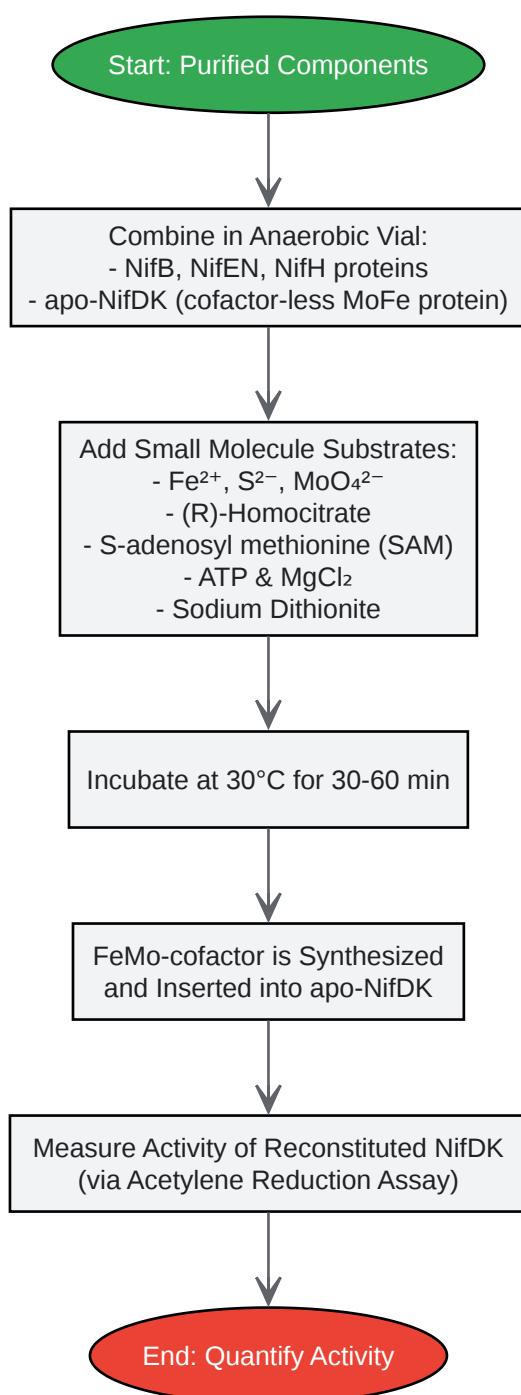 Start: Purified Components
Combine in Anaerobic Vial:
- NifB, NifEN, NifH proteins
- apo-NifDK (cofactor-less MoFe protein)
Add Small Molecule Substrates:
- Fe²⁺, S²⁻, MoO₄²⁻
- (R)-Homocitrate
- S-adenosyl methionine (SAM)
- ATP & MgCl₂
- Sodium Dithionite
Incubate at 30°C for 30-60 min
FeMo-cofactor is Synthesized
and Inserted into apo-NifDK
Measure Activity of Reconstituted NifDK
(via Acetylene Reduction Assay)
End: Quantify Activity